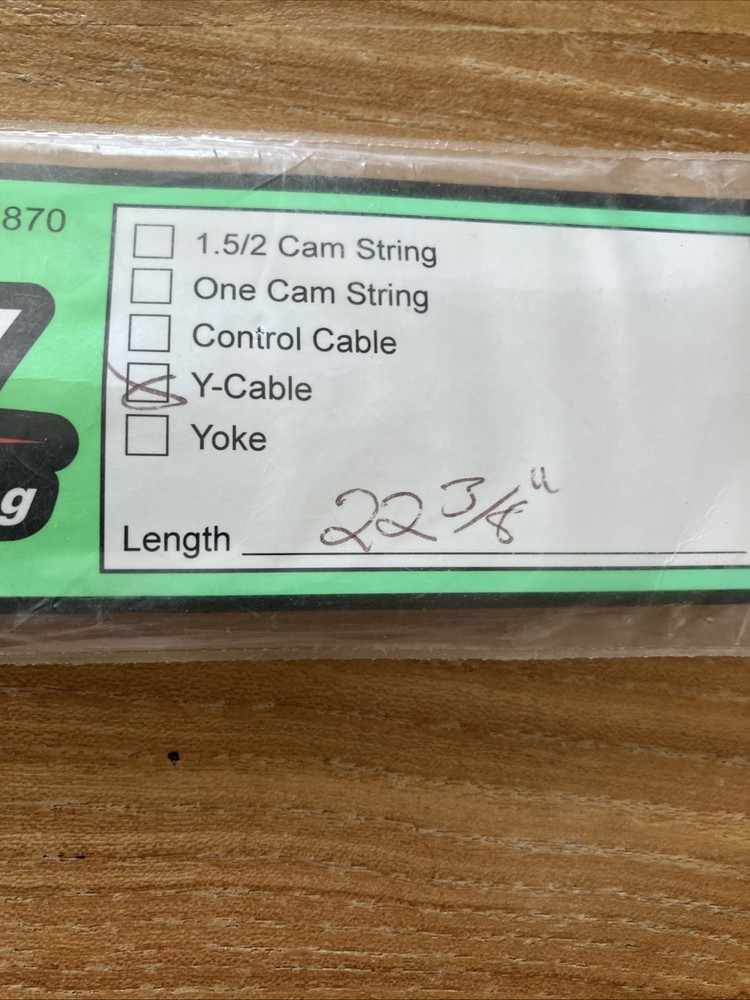 870
1.5/2 Cam String
One Cam String
Control Cable
Y-Cable
Yoke
g
Length 22 3/8"